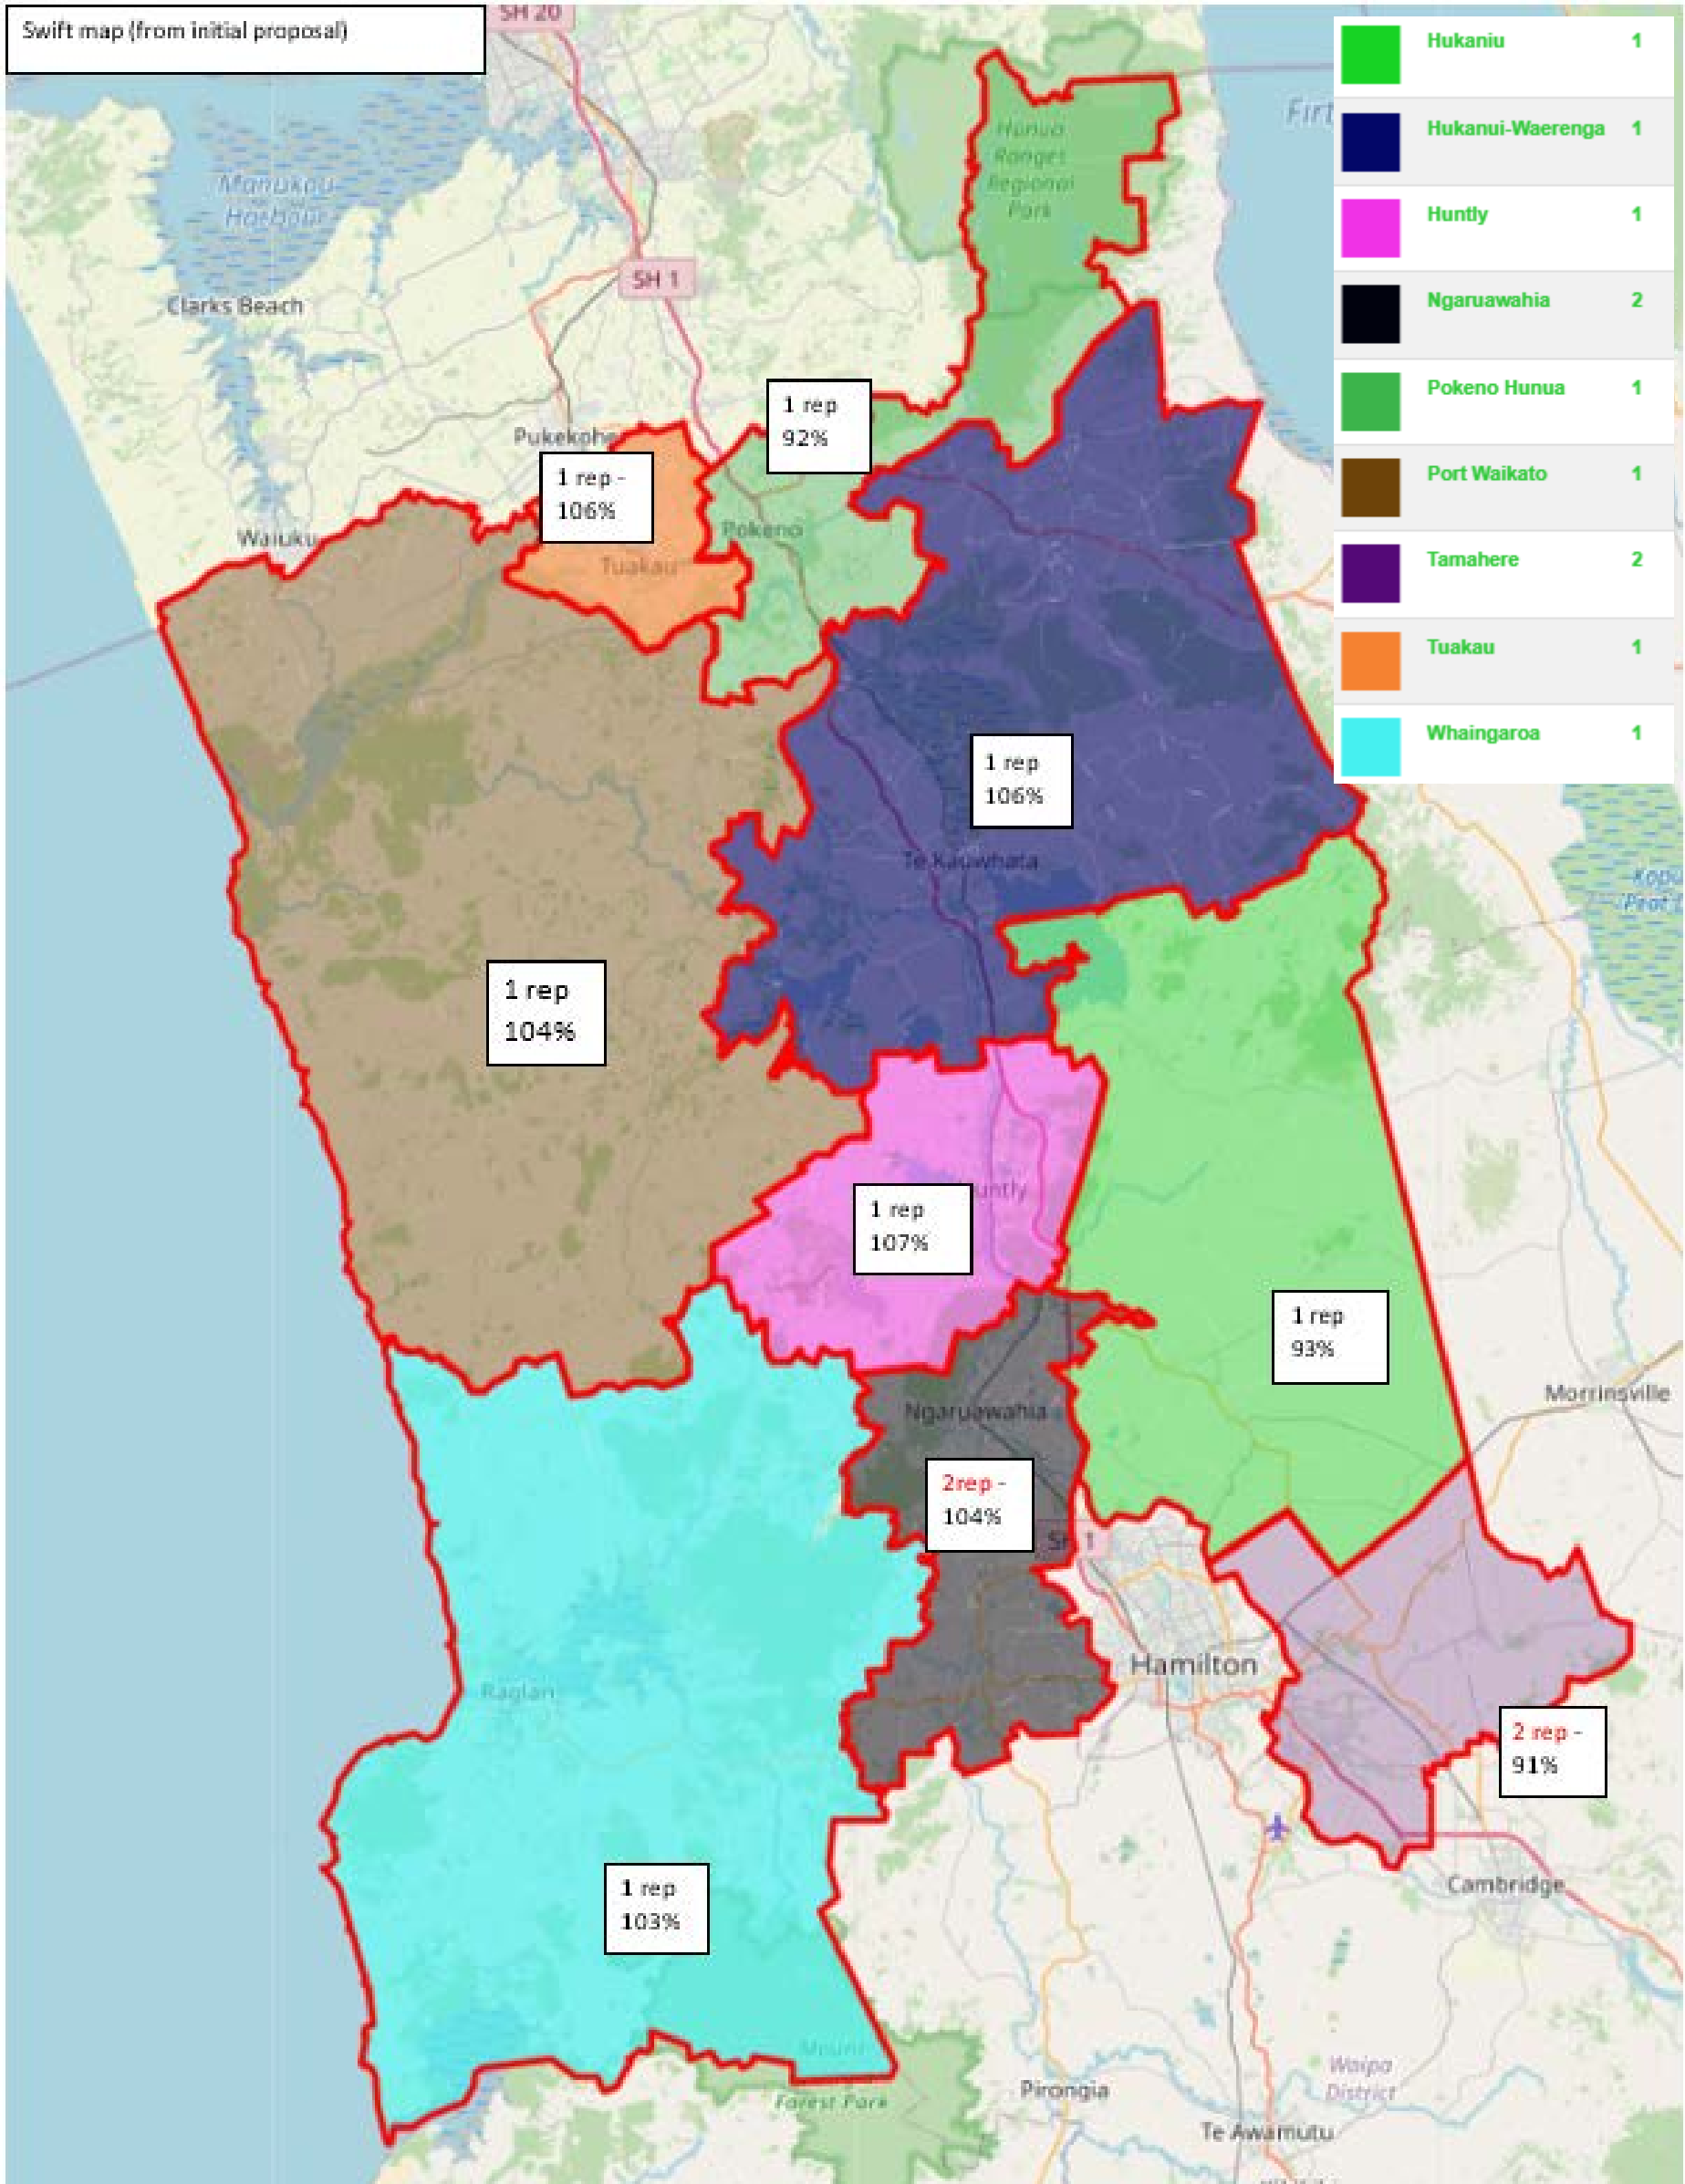 Swift map (from initial proposal)
SH 20
Hukaniu 1
Hukanui-Waerenga 1
Huntly 1
Ngaruawahia 2
Pokeno Hunua 1
Port Waikato 1
Tamahere 2
Tuakau 1
Whaingaroa 1
Hunua
Ranges
Regional
Park
Manukau
Harbour
SH 1
Clarks Beach
1 rep
92%
Pukekohe
1 rep -
106%
Pokeno
Waiuku
Tuakau
1 rep
106%
Te Kauwhata
1 rep
104%
1 rep
107%
1 rep
93%
Morrinsville
Ngaruawahia
2rep -
104%
SH 1
Hamilton
Raglan
2 rep -
91%
Cambridge
1 rep
103%
Mount
Forest Park
Pirongia
Waipa
District
Te Awamutu